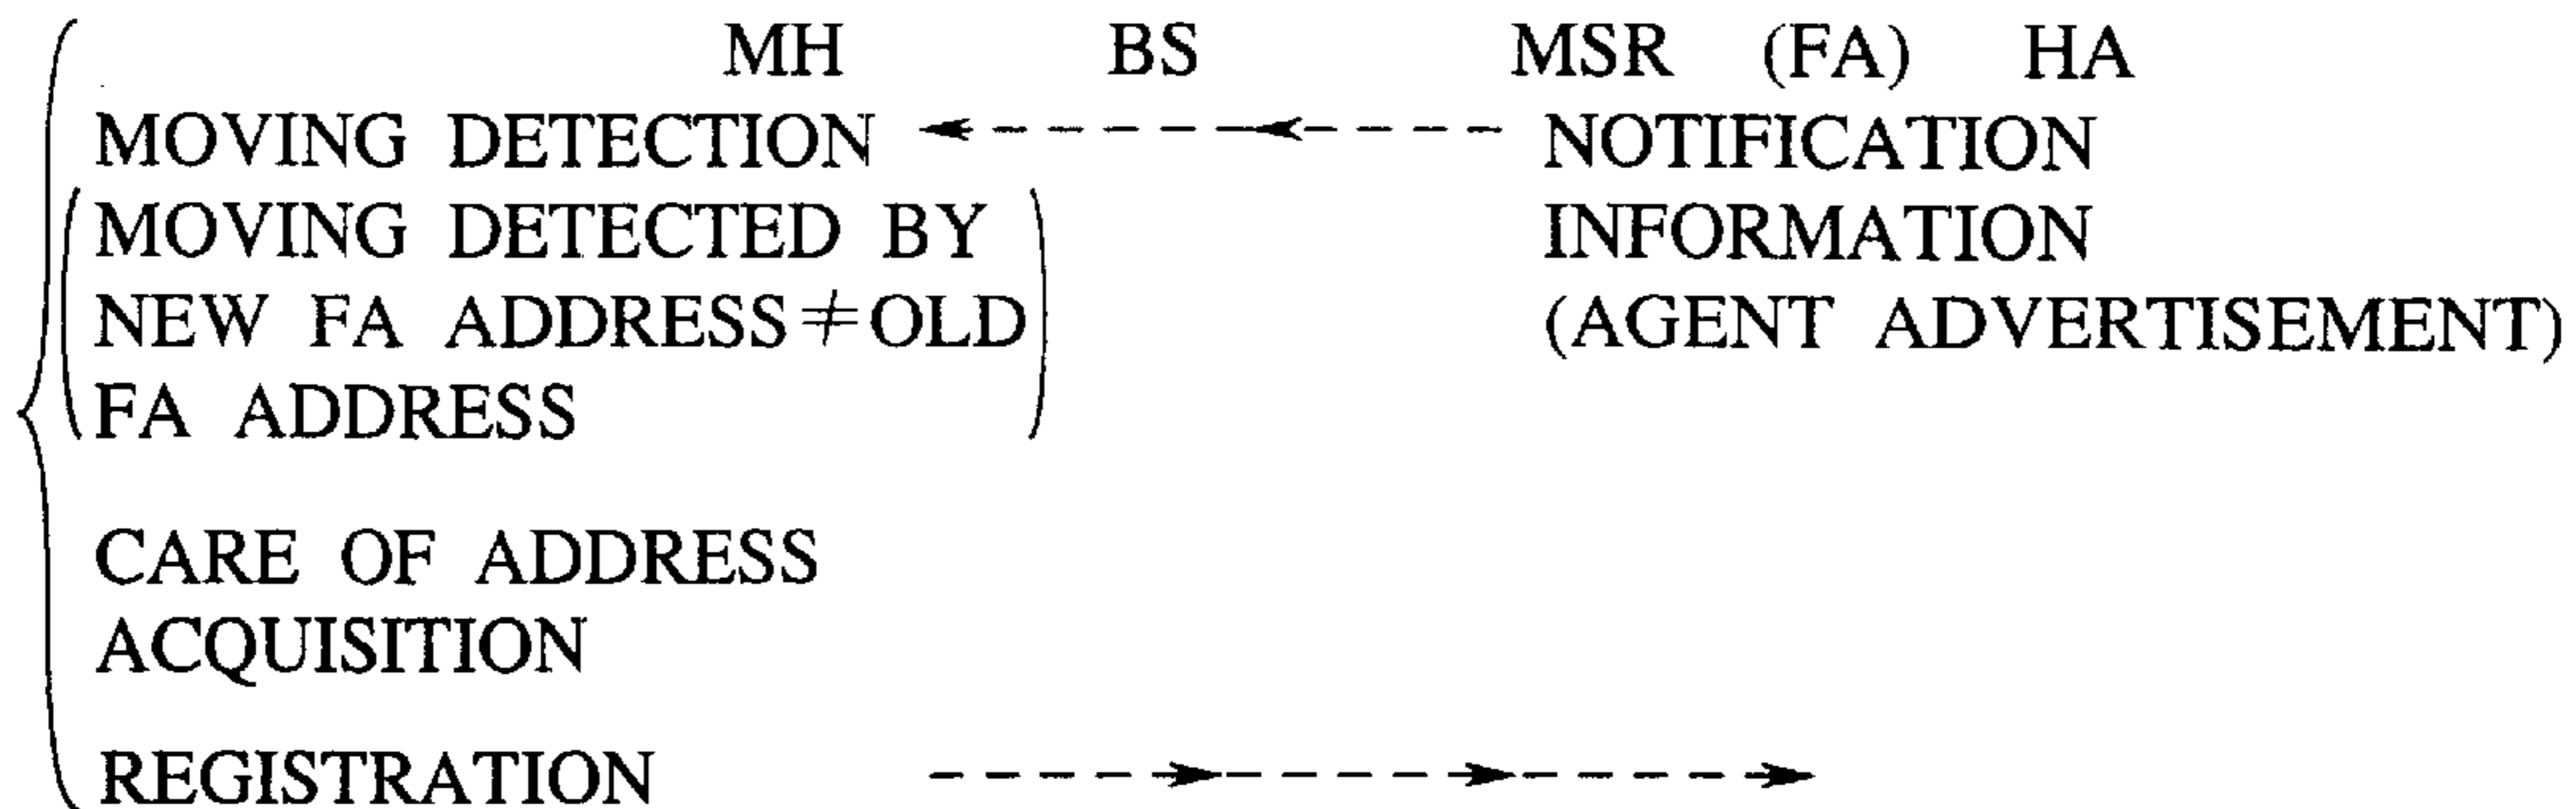 MH BS MSR (FA) HA
MOVING DETECTION NOTIFICATION
(MOVING DETECTED BY INFORMATION
NEW FA ADDRESS≠OLD (AGENT ADVERTISEMENT)
FA ADDRESS)
CARE OF ADDRESS
ACQUISITION
REGISTRATION